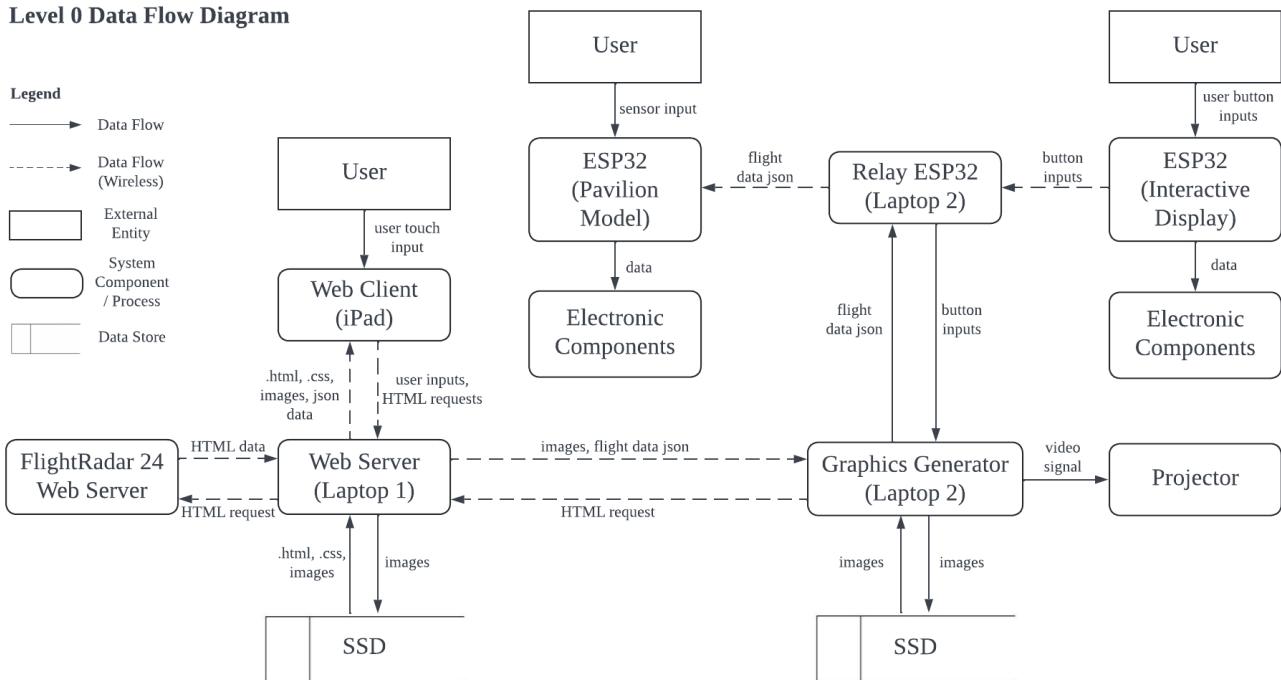 Level 0 Data Flow Diagram
Legend
Data Flow
Data Flow
(Wireless)
External
Entity
System
Component
/ Process
Data Store
User
user touch
input
Web Client
(iPad)
.html, .css,
images, json
data
user inputs,
HTML requests
FlightRadar 24
Web Server
HTML data
HTML request
Web Server
(Laptop 1)
.html, .css,
images
images
SSD
User
sensor input
ESP32
(Pavilion
Model)
data
Electronic
Components
flight
data json
Relay ESP32
(Laptop 2)
button
inputs
User
user button
inputs
ESP32
(Interactive
Display)
data
Electronic
Components
flight
data json
button
inputs
images, flight data json
HTML request
Graphics Generator
(Laptop 2)
video
signal
Projector
images
images
SSD